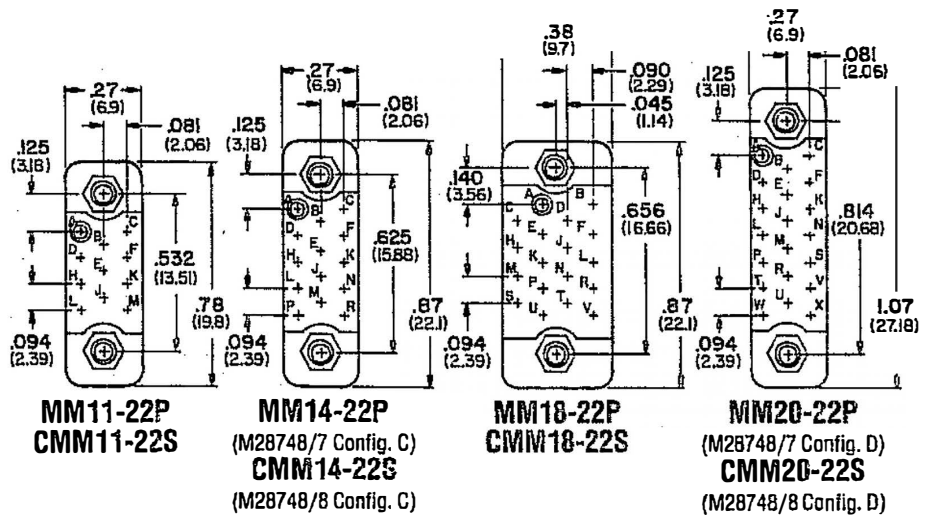 .27
(6.9)
.081
(2.06)
.125
(3.18)
A
B
C
D
E
F
H
J
K
L
M
.532
(13.51)
.78
(19.8)
.094
(2.39)
MM11-22P
CMM11-22S
.27
(6.9)
.081
(2.06)
.125
(3.18)
A
B
C
D
E
F
H
J
K
L
M
N
P
R
.625
(15.88)
.87
(22.1)
.094
(2.39)
MM14-22P
(M28748/7 Config. C)
CMM14-22S
(M28748/8 Config. C)
.38
(9.7)
.090
(2.29)
.045
(1.14)
.140
(3.56)
A
B
C
D
E
F
H
J
K
L
M
N
P
R
S
T
U
V
.656
(16.66)
.87
(22.1)
.094
(2.39)
MM18-22P
CMM18-22S
.27
(6.9)
.081
(2.06)
.125
(3.18)
A
B
C
D
E
F
H
J
K
L
M
N
P
R
S
T
U
V
W
X
.814
(20.68)
1.07
(27.18)
.094
(2.39)
MM20-22P
(M28748/7 Config. D)
CMM20-22S
(M28748/8 Config. D)